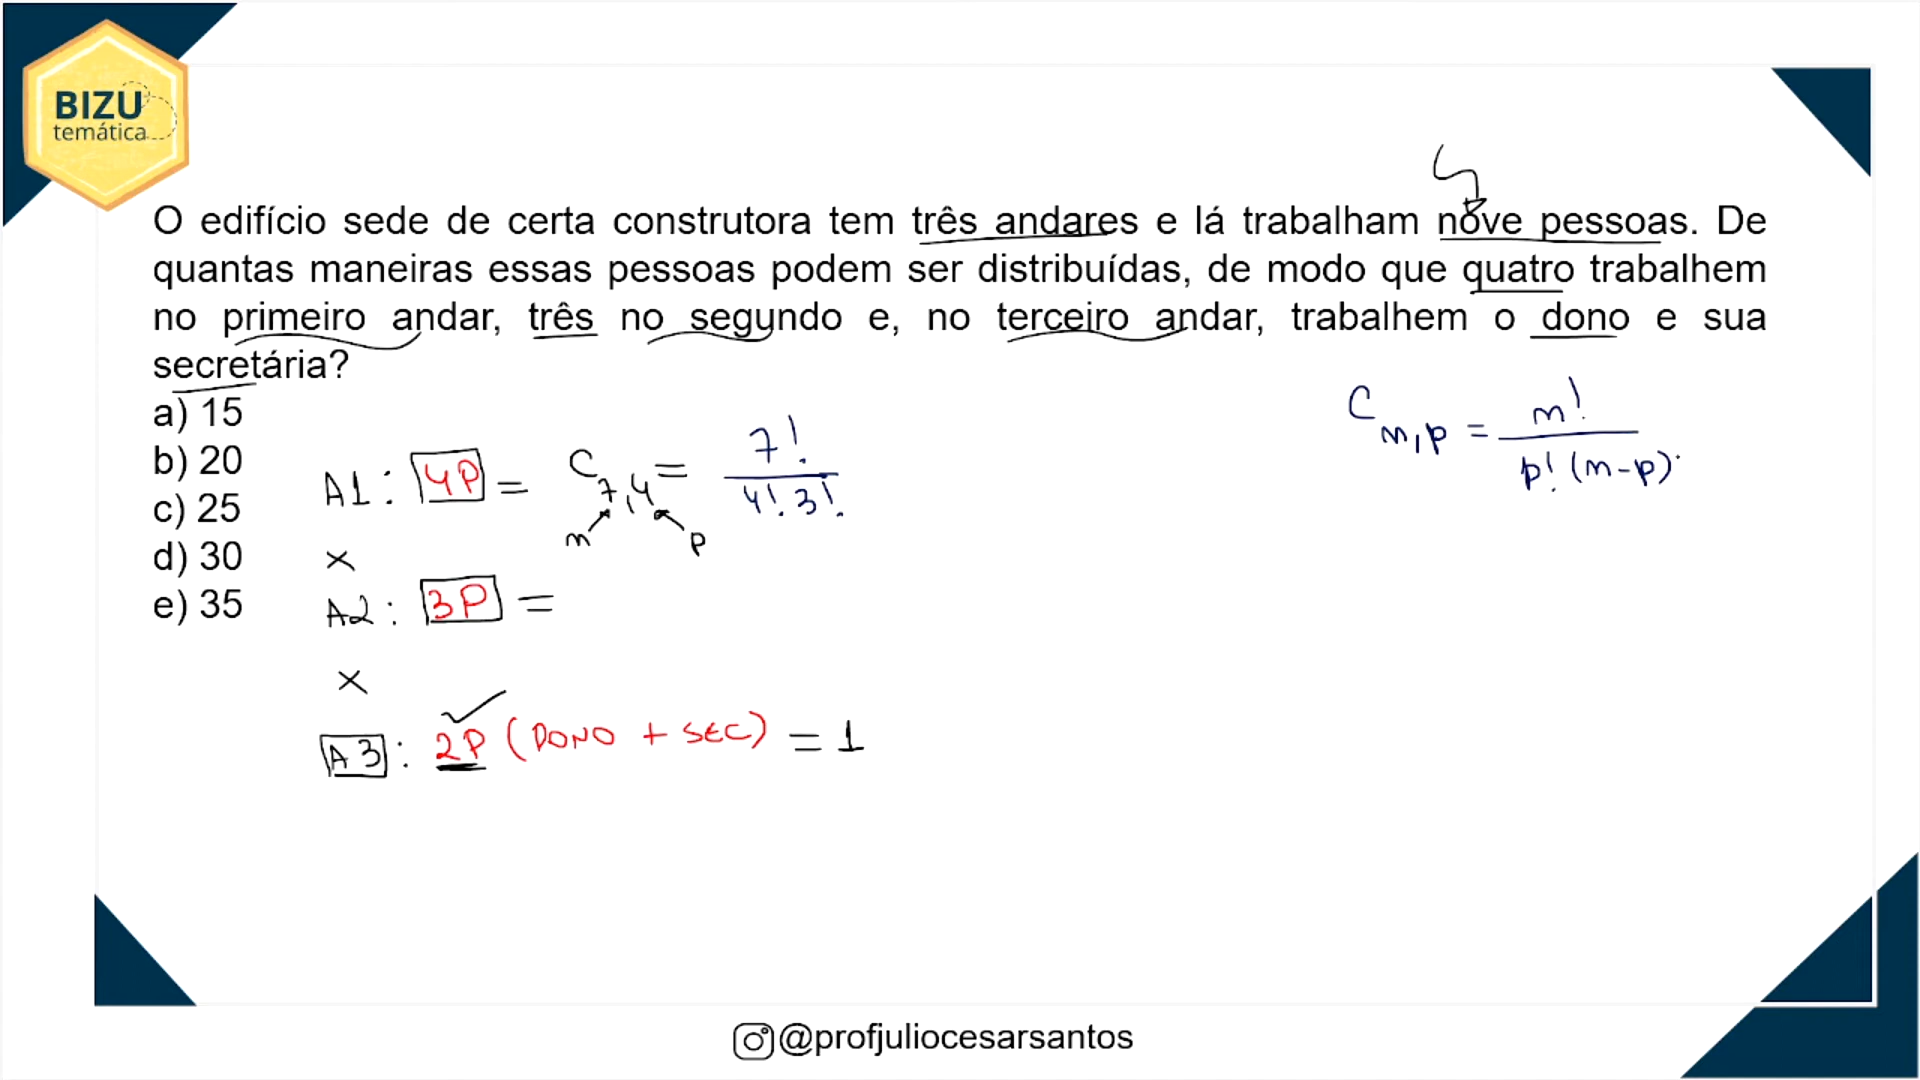 BIZU
temática
O edifício sede de certa construtora tem três andares e lá trabalham nove pessoas. De
quantas maneiras essas pessoas podem ser distribuídas, de modo que quatro trabalhem
no primeiro andar, três no segundo e, no terceiro andar, trabalhem o dono e sua
secretária?
a) 15
b) 20
c) 25
d) 30
e) 35
C m,p = m! / p! (m-p)
A1: 4P = C 7,4 = 7! / 4! 3!
m p
x
A2: 3P =
x
A3: 2P (DONO + SEC) = 1
@profjuliocesarsantos